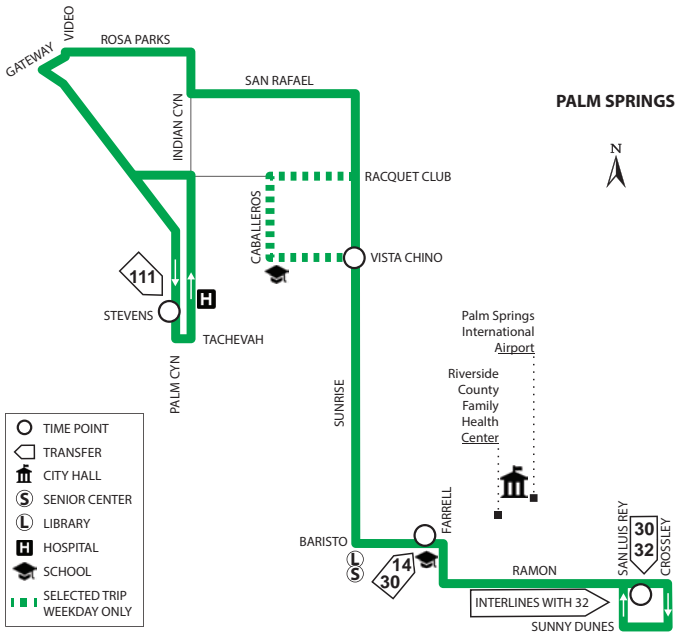 VIDEO
GATEWAY
ROSA PARKS
SAN RAFAEL
PALM SPRINGS
N
INDIAN CYN
RACQUET CLUB
CABALLEROS
VISTA CHINO
111
H
STEVENS
TACHEVAH
PALM CYN
SUNRISE
Palm Springs
International
Airport
Riverside
County
Family
Health
Center
TIME POINT
TRANSFER
CITY HALL
S SENIOR CENTER
L LIBRARY
H HOSPITAL
SCHOOL
SELECTED TRIP
WEEKDAY ONLY
BARISTO
L
S
14
30
FARRELL
RAMON
SAN LUIS REY
30
32
CROSSLEY
INTERLINES WITH 32
SUNNY DUNES